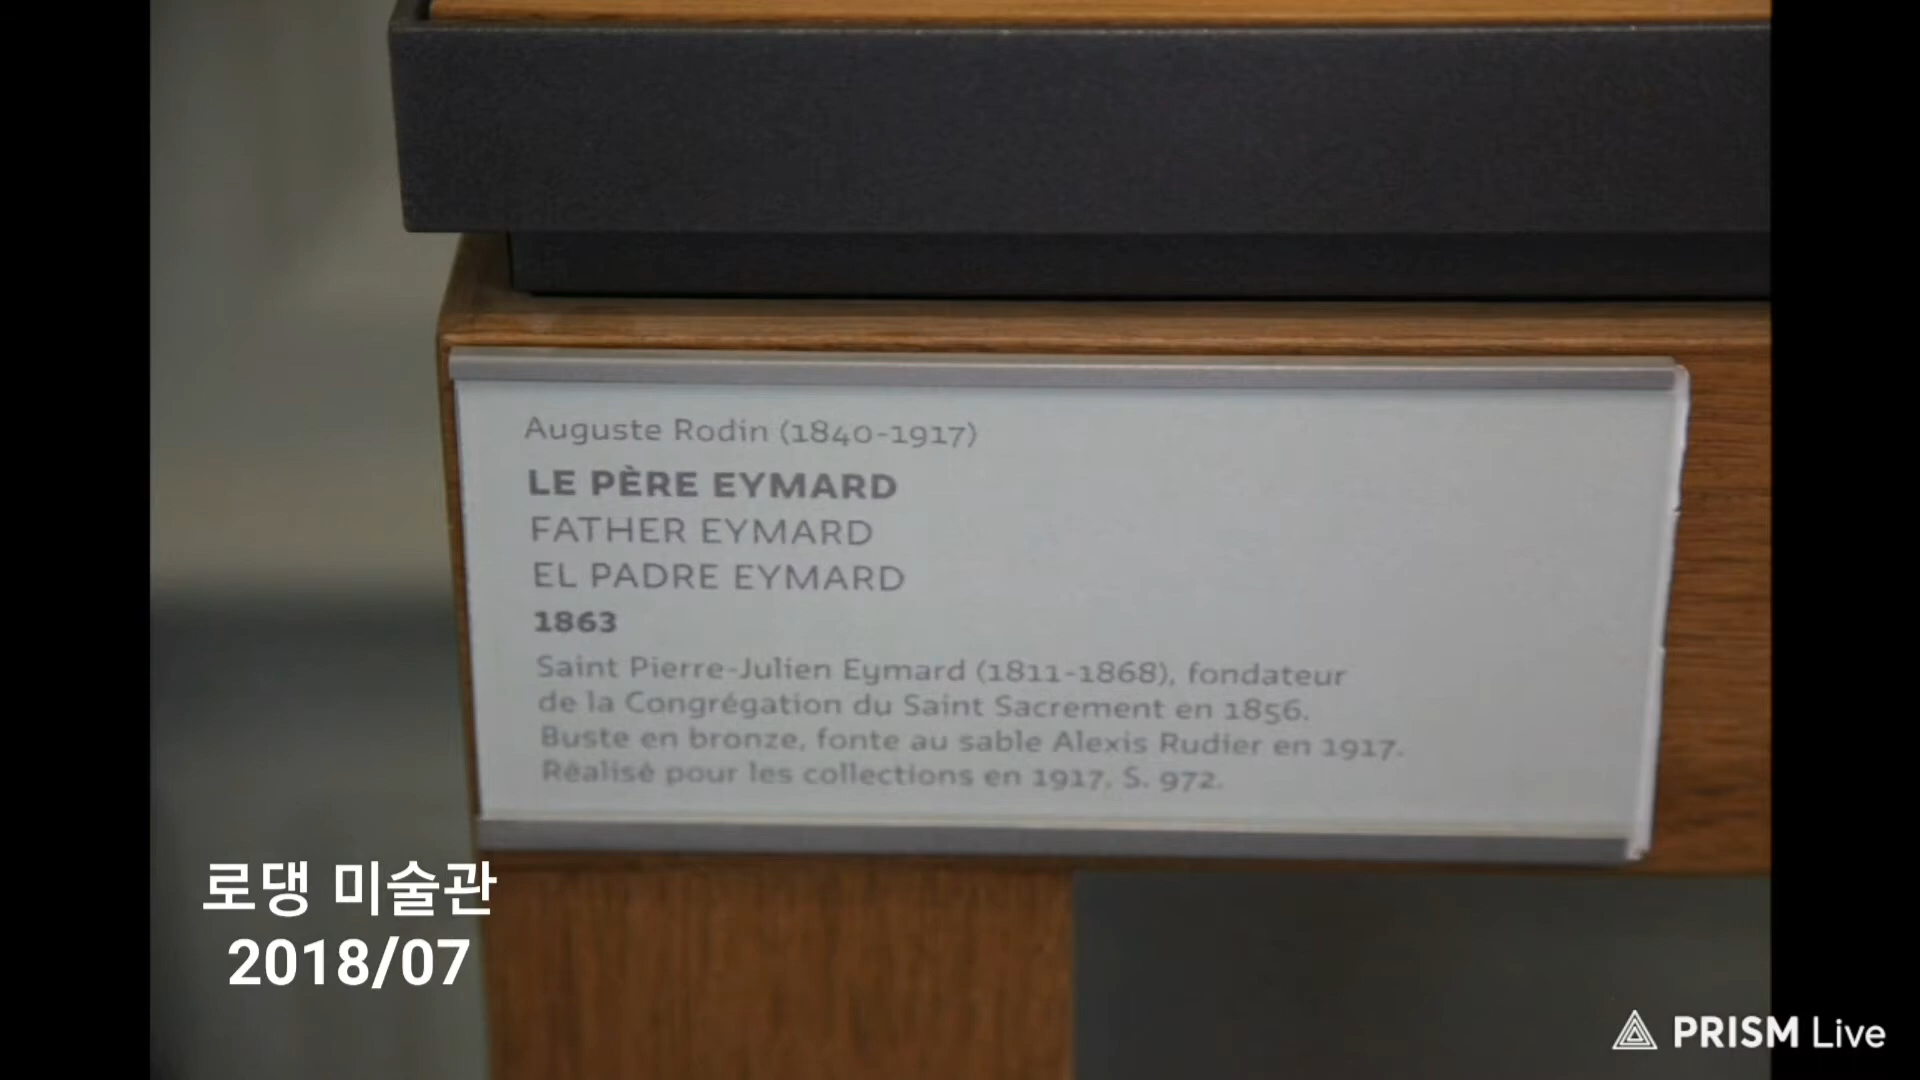 Auguste Rodin (1840-1917)
LE PÈRE EYMARD
FATHER EYMARD
EL PADRE EYMARD
1863
Saint Pierre-Julien Eymard (1811-1868), fondateur
de la Congrégation du Saint Sacrement en 1856.
Buste en bronze, fonte au sable Alexis Rudier en 1917.
Réalisé pour les collections en 1917, S. 972.
로댕 미술관
2018/07
PRISM Live